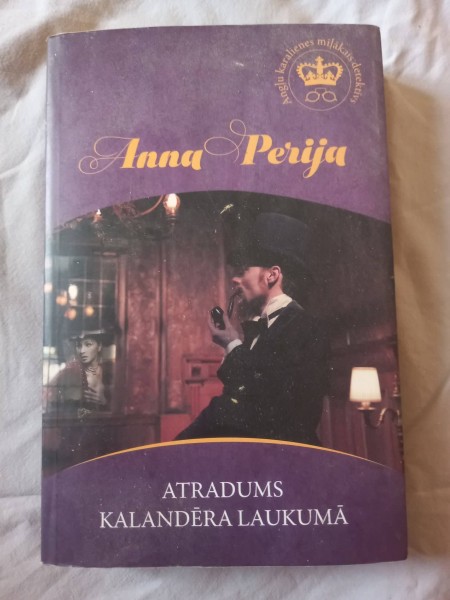 Angļu karalienes mīļākais detektīvs
Anna Perija
ATRADUMS
KALANDĒRA LAUKUMĀ